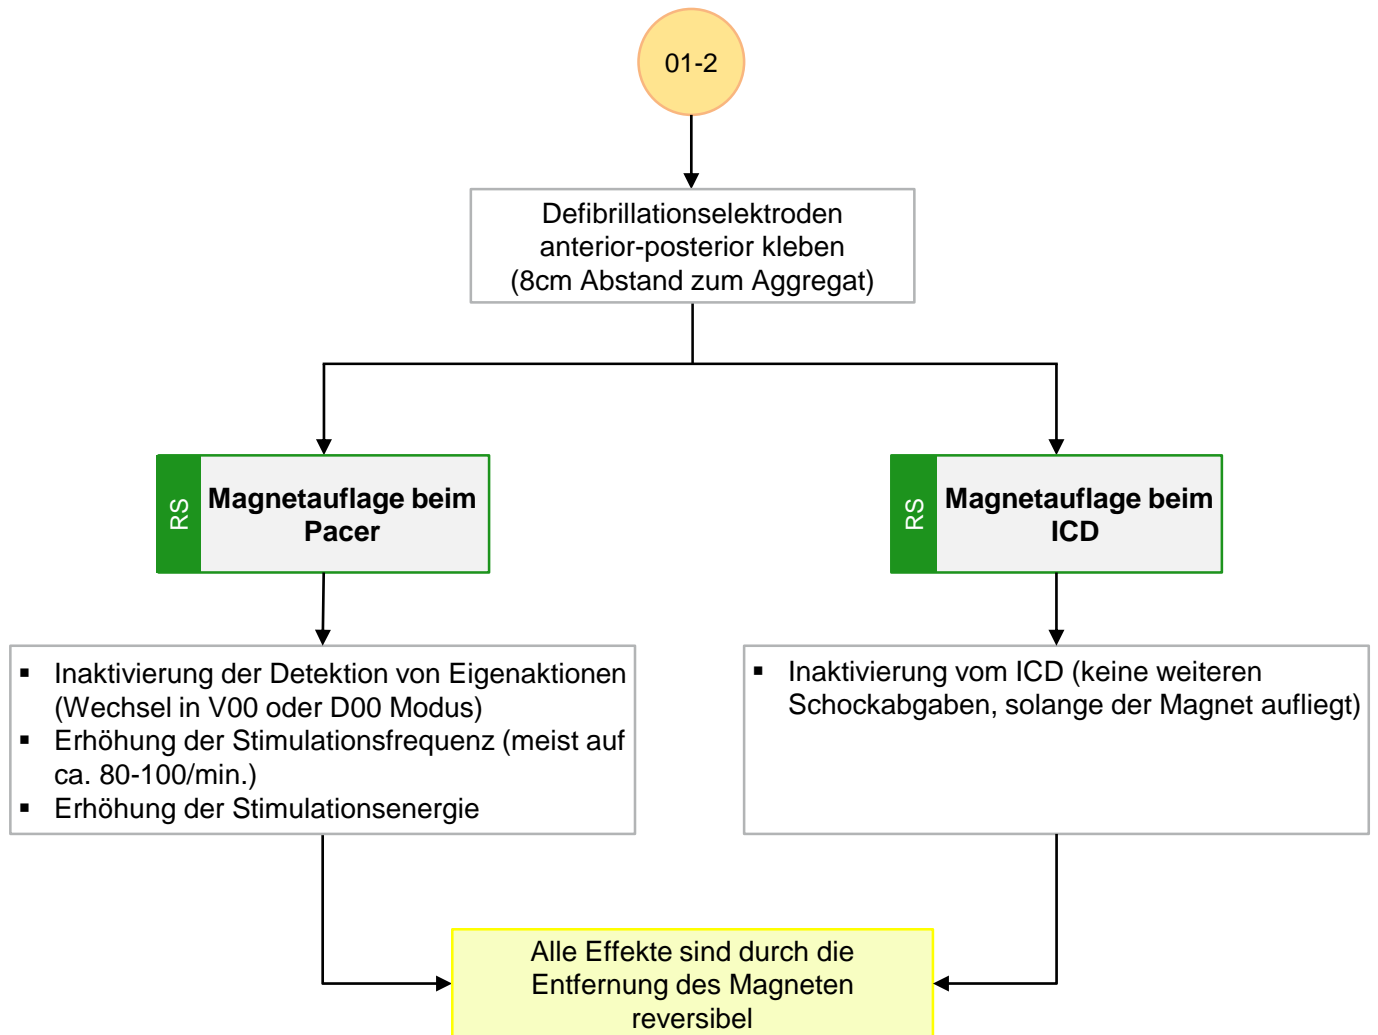 01-2
Defibrillationselektroden
anterior-posterior kleben
(8cm Abstand zum Aggregat)
RS
Magnetauflage beim
Pacer
RS
Magnetauflage beim
ICD
▪ Inaktivierung der Detektion von Eigenaktionen
(Wechsel in V00 oder D00 Modus)
▪ Erhöhung der Stimulationsfrequenz (meist auf
ca. 80-100/min.)
▪ Erhöhung der Stimulationsenergie
▪ Inaktivierung vom ICD (keine weiteren
Schockabgaben, solange der Magnet aufliegt)
Alle Effekte sind durch die
Entfernung des Magneten
reversibel